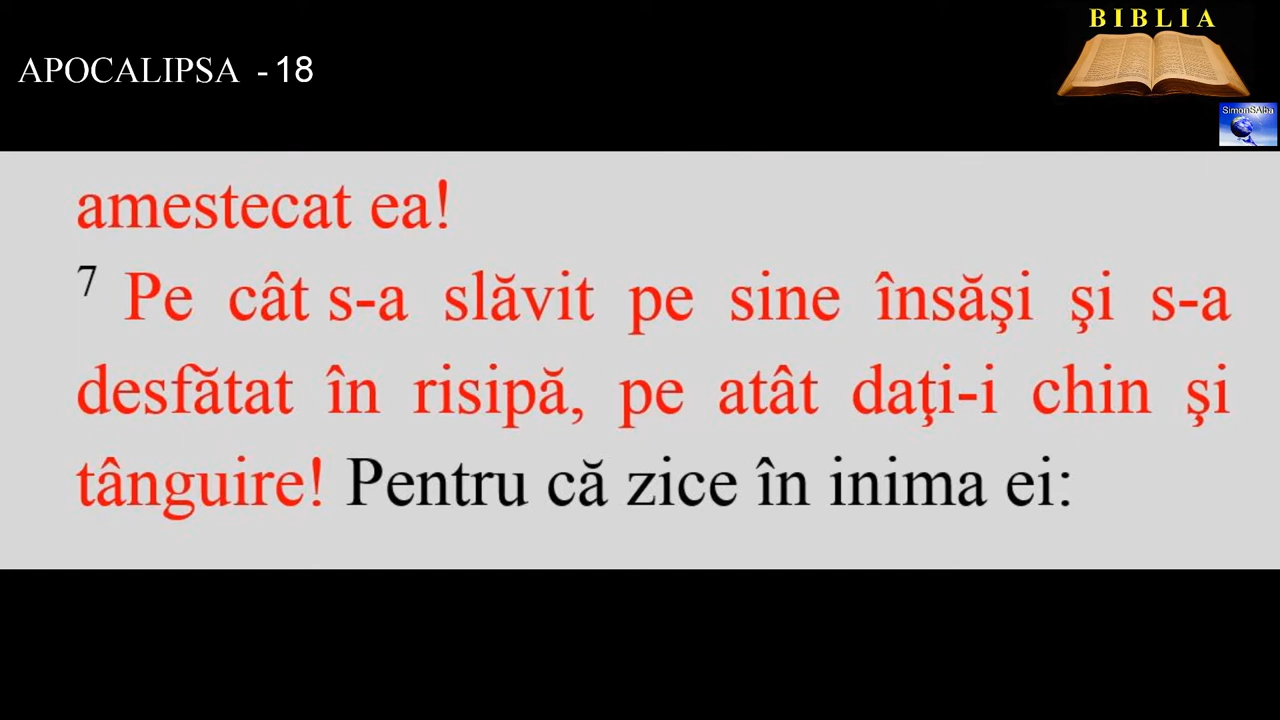 B I B L I A
APOCALIPSA - 18
SimonSAlba
amestecat ea!
7 Pe cât s-a slăvit pe sine însăşi şi s-a
desfătat în risipă, pe atât daţi-i chin şi
tânguire! Pentru că zice în inima ei: